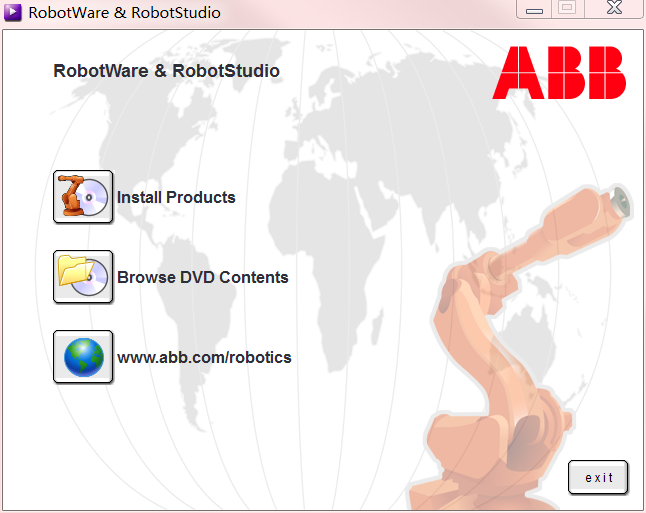 RobotWare & RobotStudio
RobotWare & RobotStudio
ABB
Install Products
Browse DVD Contents
www.abb.com/robotics
exit